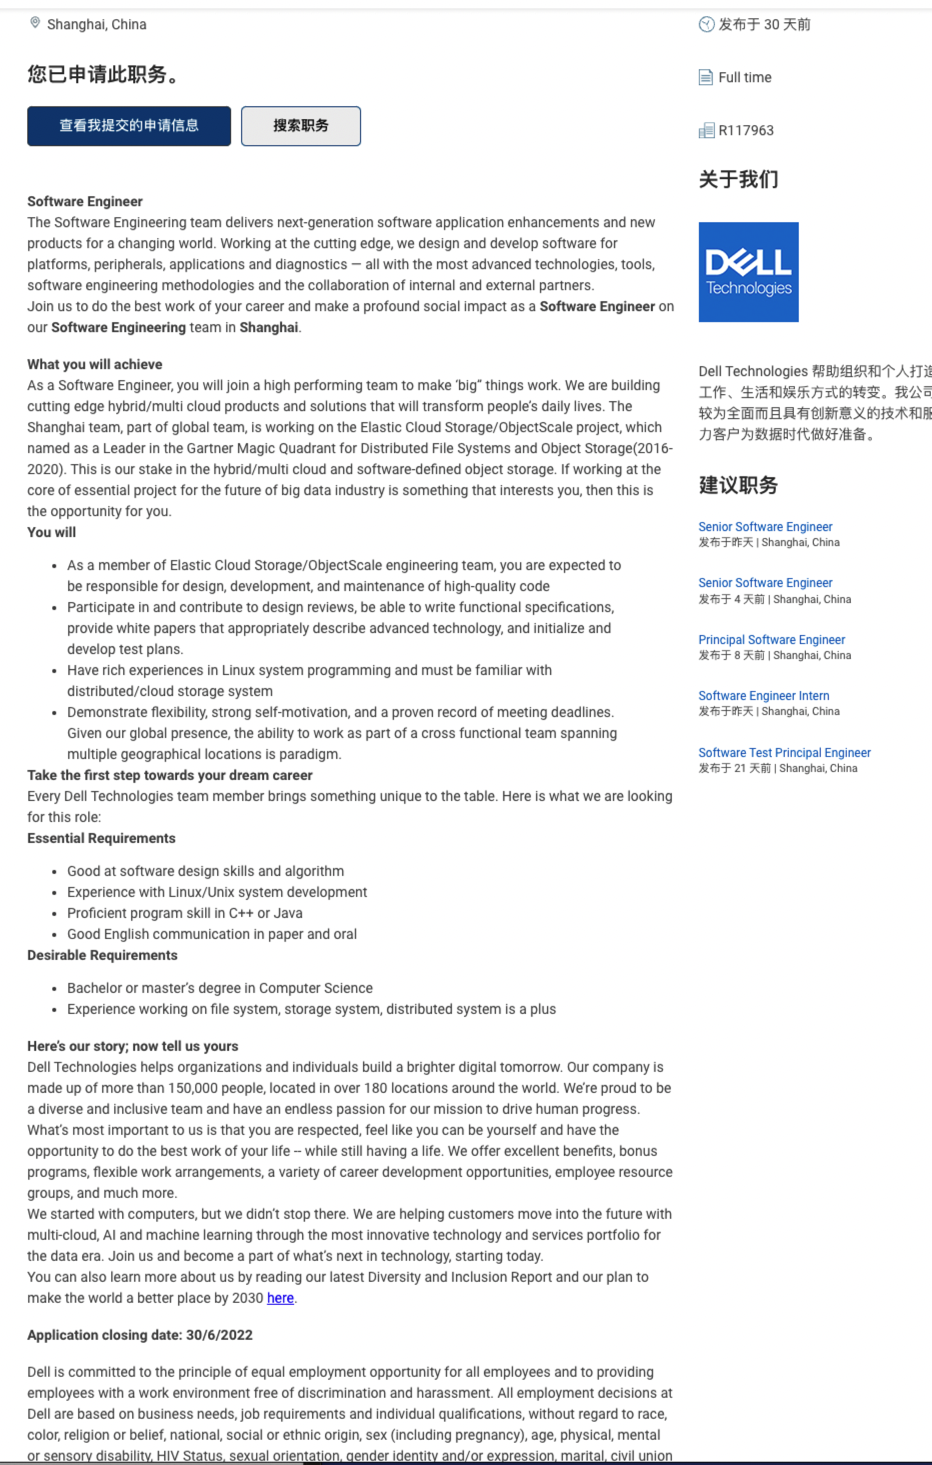 Shanghai, China
您已申请此职务。
查看我提交的申请信息
搜索职务
Software Engineer
The Software Engineering team delivers next-generation software application enhancements and new
products for a changing world. Working at the cutting edge, we design and develop software for
platforms, peripherals, applications and diagnostics — all with the most advanced technologies, tools,
software engineering methodologies and the collaboration of internal and external partners.
Join us to do the best work of your career and make a profound social impact as a Software Engineer on
our Software Engineering team in Shanghai.
What you will achieve
As a Software Engineer, you will join a high performing team to make ‘big” things work. We are building
cutting edge hybrid/multi cloud products and solutions that will transform people’s daily lives. The
Shanghai team, part of global team, is working on the Elastic Cloud Storage/ObjectScale project, which
named as a Leader in the Gartner Magic Quadrant for Distributed File Systems and Object Storage(2016-
2020). This is our stake in the hybrid/multi cloud and software-defined object storage. If working at the
core of essential project for the future of big data industry is something that interests you, then this is
the opportunity for you.
You will
• As a member of Elastic Cloud Storage/ObjectScale engineering team, you are expected to
be responsible for design, development, and maintenance of high-quality code
• Participate in and contribute to design reviews, be able to write functional specifications,
provide white papers that appropriately describe advanced technology, and initialize and
develop test plans.
• Have rich experiences in Linux system programming and must be familiar with
distributed/cloud storage system
• Demonstrate flexibility, strong self-motivation, and a proven record of meeting deadlines.
Given our global presence, the ability to work as part of a cross functional team spanning
multiple geographical locations is paradigm.
Take the first step towards your dream career
Every Dell Technologies team member brings something unique to the table. Here is what we are looking
for this role:
Essential Requirements
• Good at software design skills and algorithm
• Experience with Linux/Unix system development
• Proficient program skill in C++ or Java
• Good English communication in paper and oral
Desirable Requirements
• Bachelor or master’s degree in Computer Science
• Experience working on file system, storage system, distributed system is a plus
Here’s our story; now tell us yours
Dell Technologies helps organizations and individuals build a brighter digital tomorrow. Our company is
made up of more than 150,000 people, located in over 180 locations around the world. We’re proud to be
a diverse and inclusive team and have an endless passion for our mission to drive human progress.
What’s most important to us is that you are respected, feel like you can be yourself and have the
opportunity to do the best work of your life -- while still having a life. We offer excellent benefits, bonus
programs, flexible work arrangements, a variety of career development opportunities, employee resource
groups, and much more.
We started with computers, but we didn’t stop there. We are helping customers move into the future with
multi-cloud, AI and machine learning through the most innovative technology and services portfolio for
the data era. Join us and become a part of what’s next in technology, starting today.
You can also learn more about us by reading our latest Diversity and Inclusion Report and our plan to
make the world a better place by 2030 here.
Application closing date: 30/6/2022
Dell is committed to the principle of equal employment opportunity for all employees and to providing
employees with a work environment free of discrimination and harassment. All employment decisions at
Dell are based on business needs, job requirements and individual qualifications, without regard to race,
color, religion or belief, national, social or ethnic origin, sex (including pregnancy), age, physical, mental
or sensory disability, HIV Status, sexual orientation, gender identity and/or expression, marital, civil union
发布于 30 天前
Full time
R117963
关于我们
DELL
Technologies
Dell Technologies 帮助组织和个人打造
工作、生活和娱乐方式的转变。我公司
较为全面而且具有创新意义的技术和服
力客户为数据时代做好准备。
建议职务
Senior Software Engineer
发布于昨天 | Shanghai, China
Senior Software Engineer
发布于 4 天前 | Shanghai, China
Principal Software Engineer
发布于 8 天前 | Shanghai, China
Software Engineer Intern
发布于昨天 | Shanghai, China
Software Test Principal Engineer
发布于 21 天前 | Shanghai, China